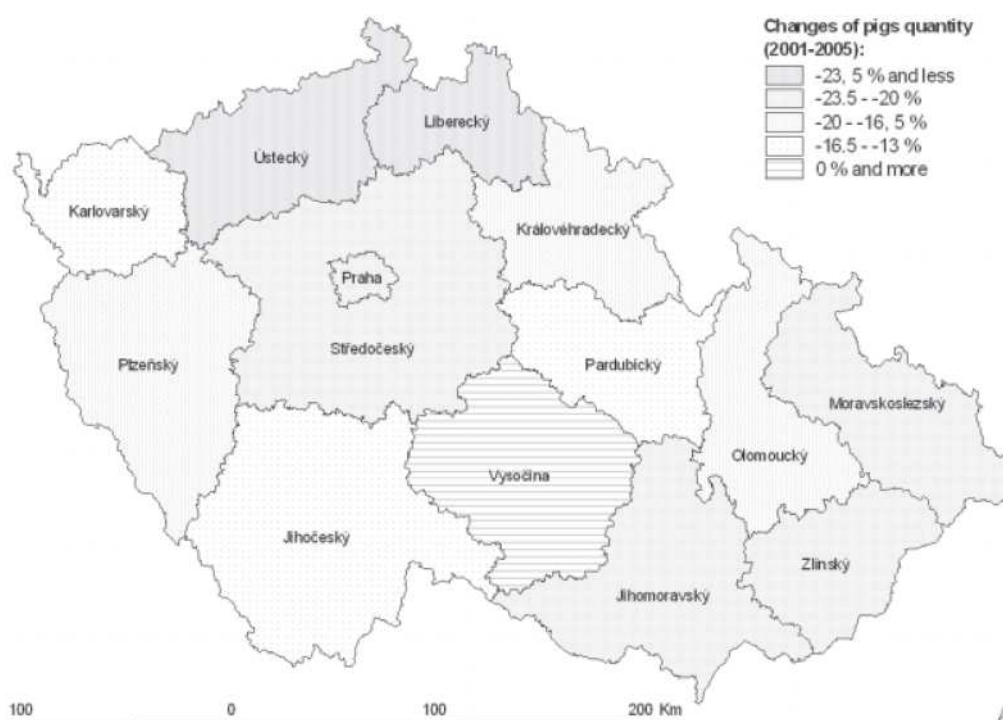 Changes of pigs quantity
(2001-2005):
-23, 5 % and less
-23.5 - -20 %
-20 - -16, 5 %
-16.5 - -13 %
0 % and more
Liberecký
Ústecký
Karlovarský
Královéhradecký
Praha
Středočeský
Plzeňský
Pardubický
Moravskoslezský
Olomoucký
Vysočina
Jihočeský
Zlínský
Jihomoravský
100 0 100 200 Km